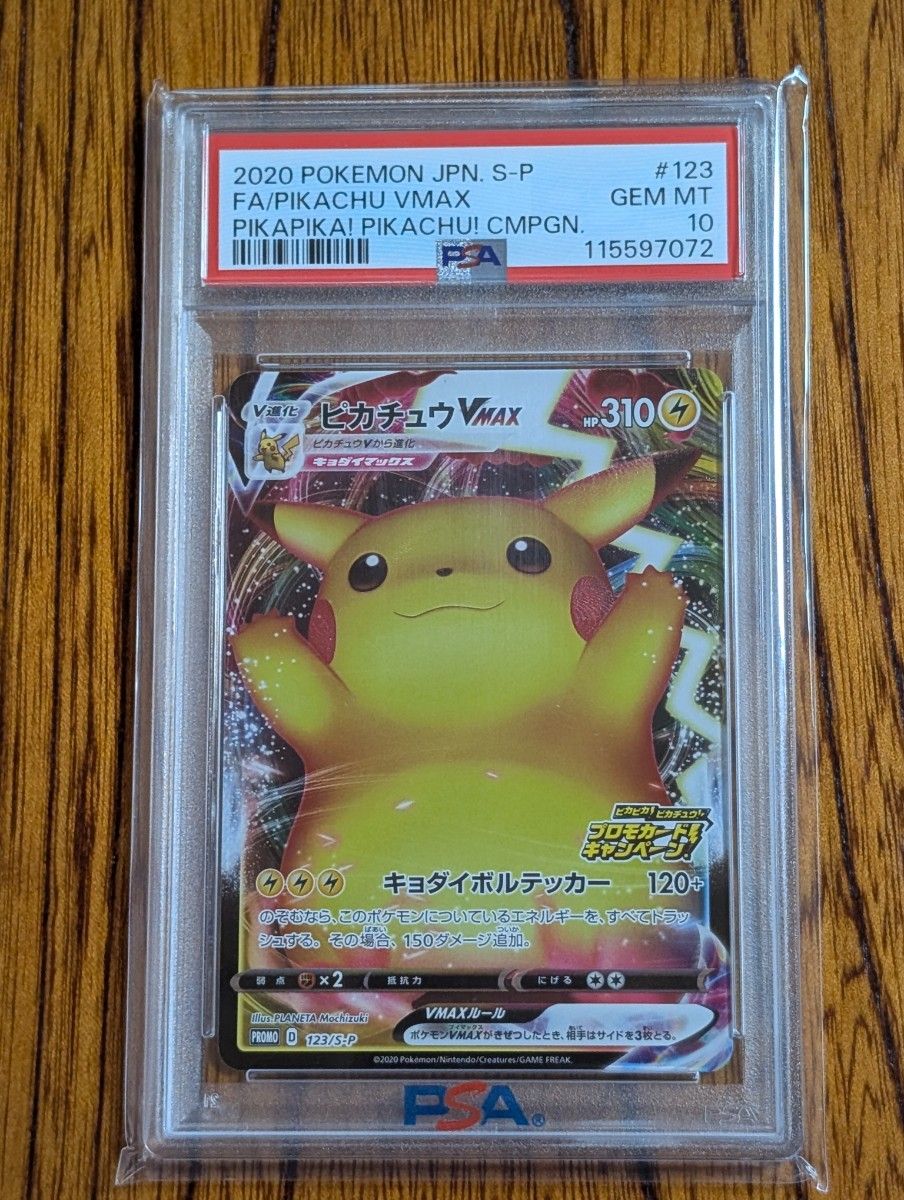 2020 POKEMON JPN. S-P #123
FA/PIKACHU VMAX GEM MT
PIKAPIKA! PIKACHU! CMPGN. 10
115597072
PSA
V進化 ピカチュウVMAX HP310
ピカチュウVから進化
キョダイマックス
ピカピカ!ピカチュウ!
プロモカード
キャンペーン!
キョダイボルテッカー 120+
のぞむなら、このポケモンについているエネルギーを、すべてトラッ
シュする。その場合、150ダメージ追加。
弱点 ×2 抵抗力 にげる
Illus. PLANETA Mochizuki
VMAXルール
PROMO D 123/S-P
ポケモンVMAXがきぜつしたとき、相手はサイドを3枚とる。
©2020 Pokémon/Nintendo/Creatures/GAME FREAK.
PSA®